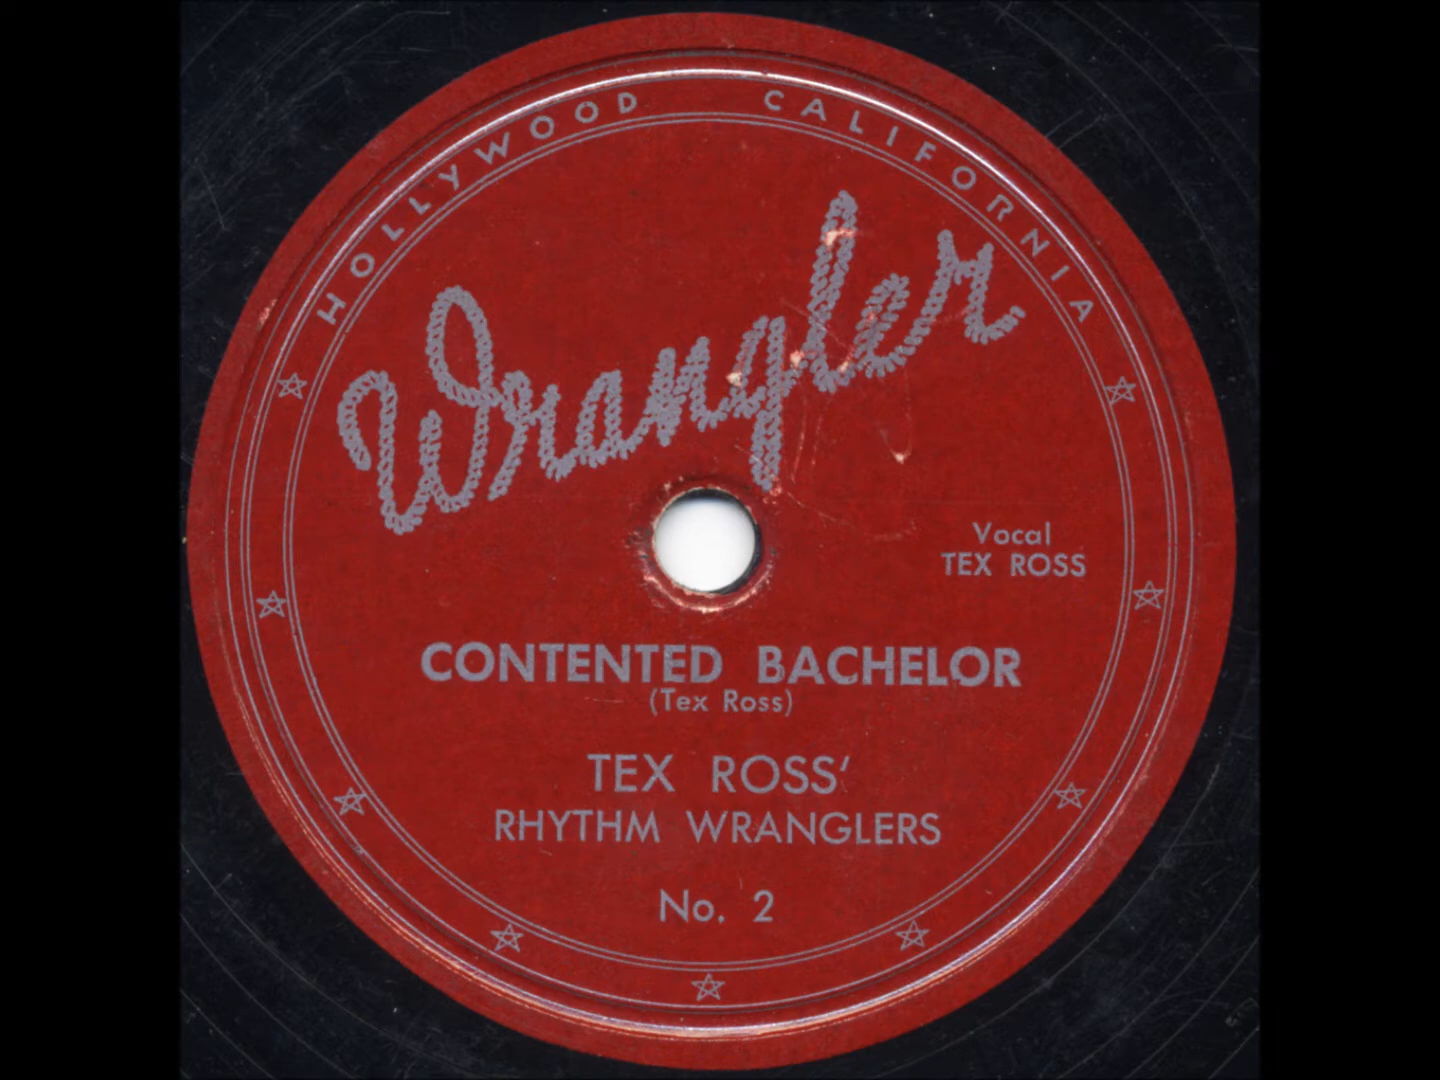 HOLLYWOOD CALIFORNIA
Wrangler
Vocal
TEX ROSS
CONTENTED BACHELOR
(Tex Ross)
TEX ROSS'
RHYTHM WRANGLERS
No. 2